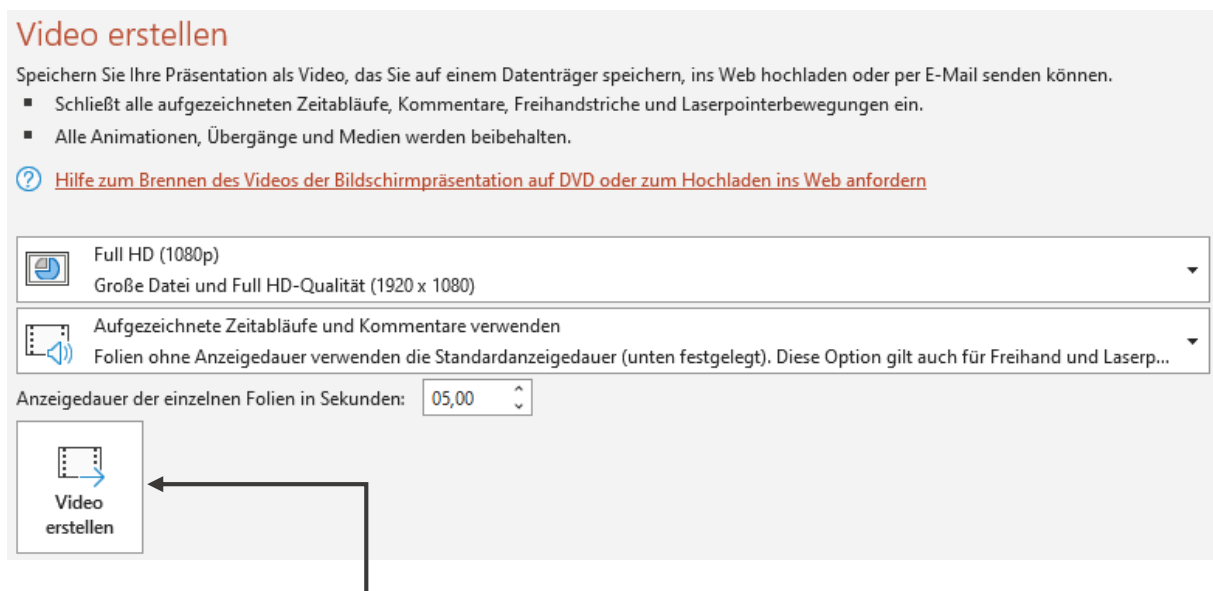 Video erstellen
Speichern Sie Ihre Präsentation als Video, das Sie auf einem Datenträger speichern, ins Web hochladen oder per E-Mail senden können.
Schließt alle aufgezeichneten Zeitabläufe, Kommentare, Freihandstriche und Laserpointerbewegungen ein.
Alle Animationen, Übergänge und Medien werden beibehalten.
Hilfe zum Brennen des Videos der Bildschirmpräsentation auf DVD oder zum Hochladen ins Web anfordern
Full HD (1080p)
Große Datei und Full HD-Qualität (1920 x 1080)
Aufgezeichnete Zeitabläufe und Kommentare verwenden
Folien ohne Anzeigedauer verwenden die Standardanzeigedauer (unten festgelegt). Diese Option gilt auch für Freihand und Laserp...
Anzeigedauer der einzelnen Folien in Sekunden: 05,00
Video
erstellen